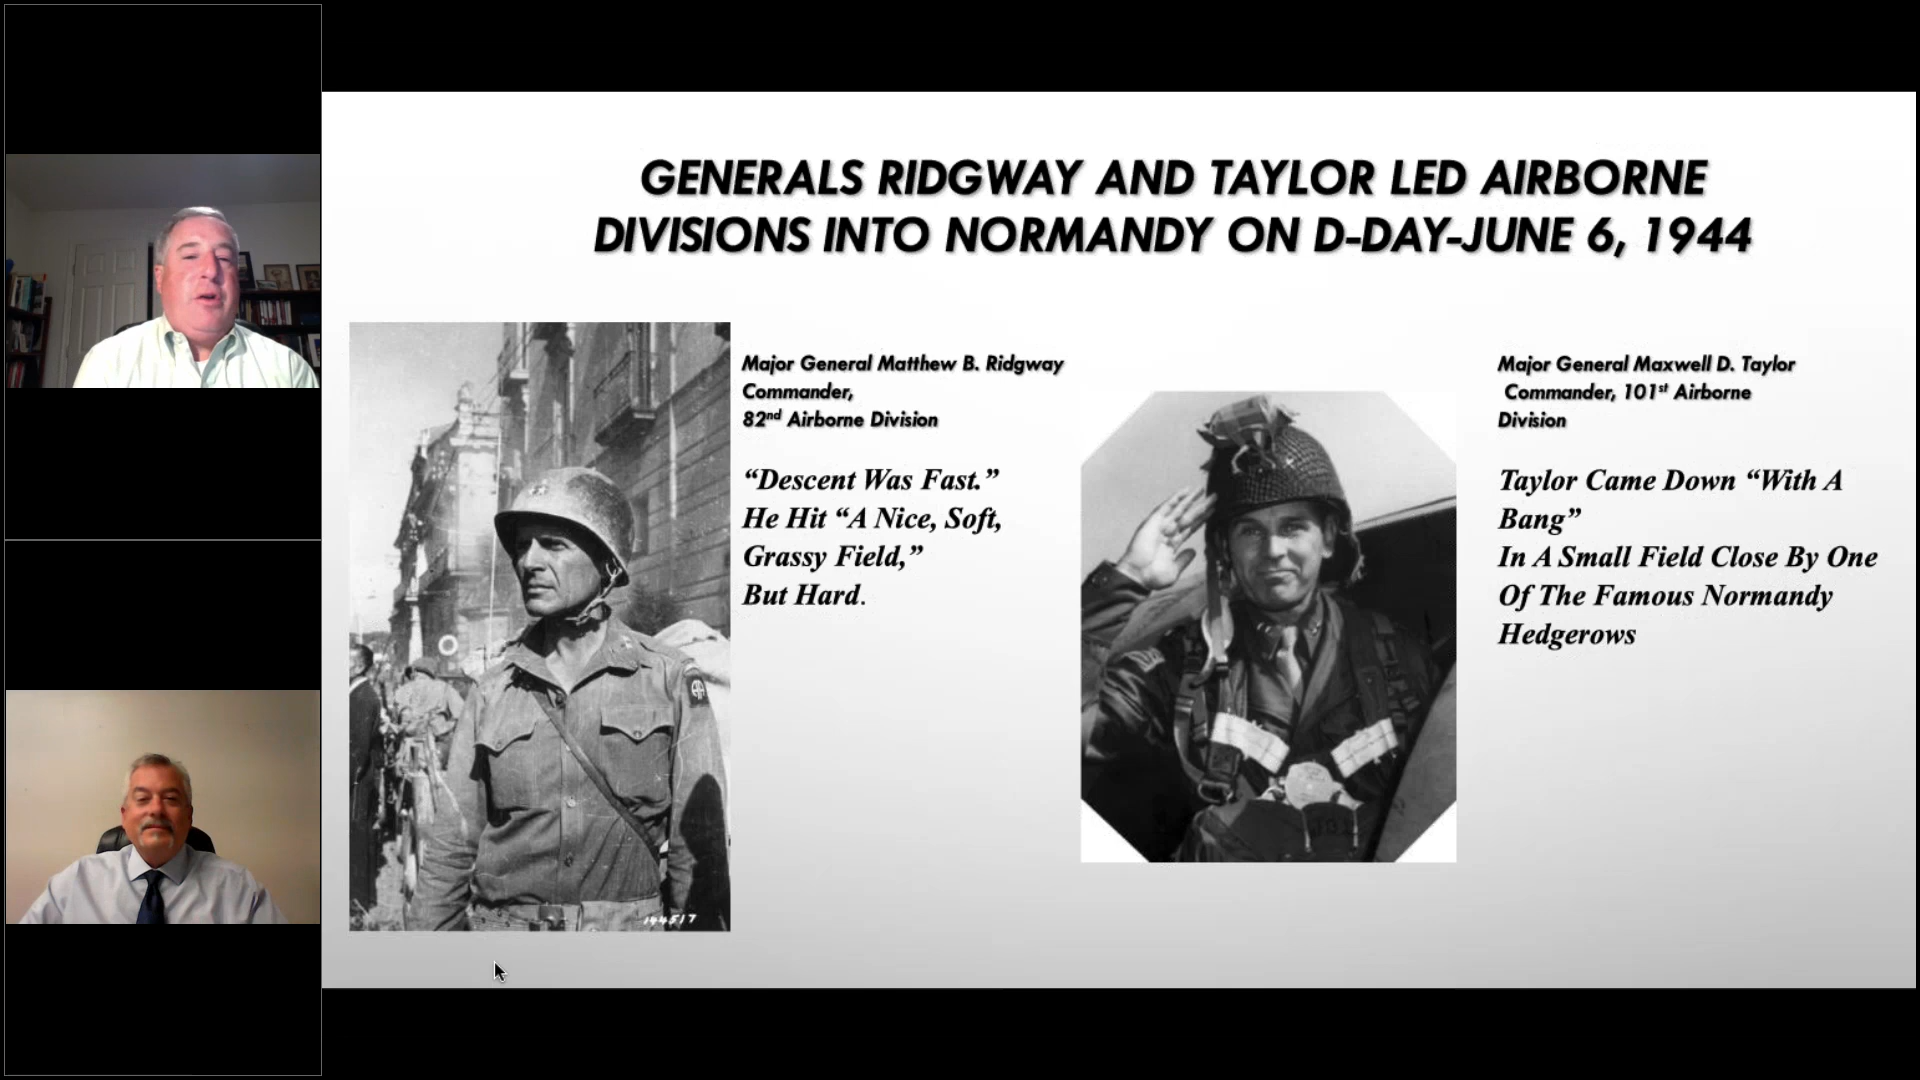 GENERALS RIDGWAY AND TAYLOR LED AIRBORNE
DIVISIONS INTO NORMANDY ON D-DAY-JUNE 6, 1944
Major General Matthew B. Ridgway
Commander,
82nd Airborne Division
“Descent Was Fast.”
He Hit “A Nice, Soft,
Grassy Field,”
But Hard.
144517
Major General Maxwell D. Taylor
Commander, 101st Airborne
Division
Taylor Came Down “With A
Bang”
In A Small Field Close By One
Of The Famous Normandy
Hedgerows